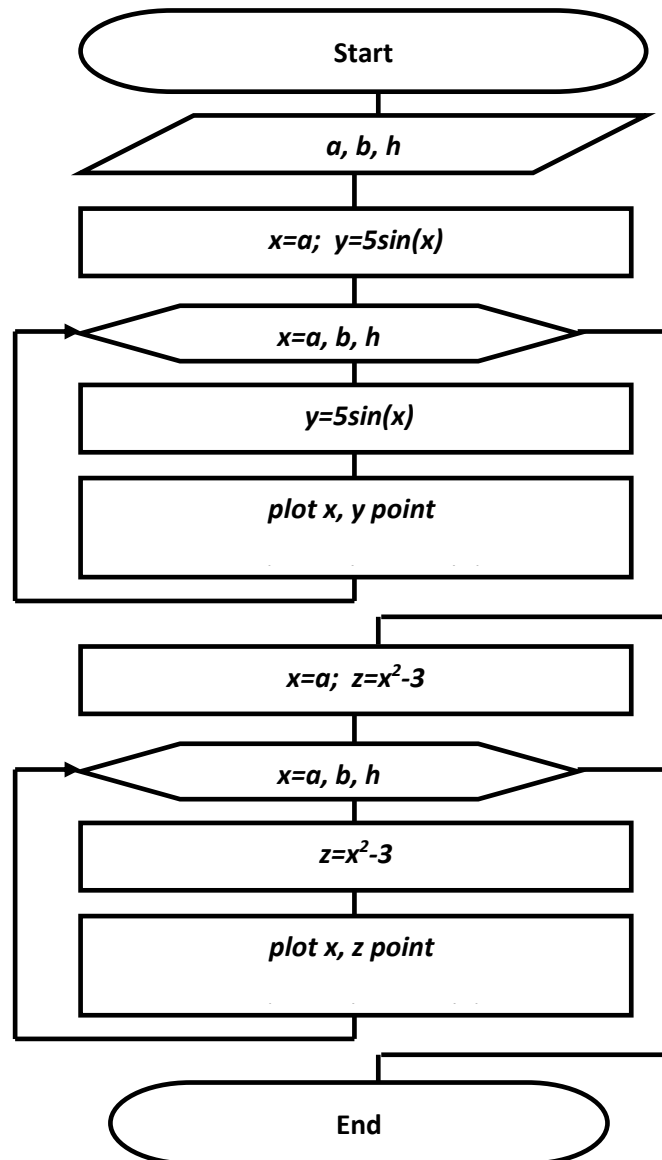 Start
a, b, h
x=a; y=5sin(x)
x=a, b, h
y=5sin(x)
plot x, y point
x=a; z=x²-3
x=a, b, h
z=x²-3
plot x, z point
End